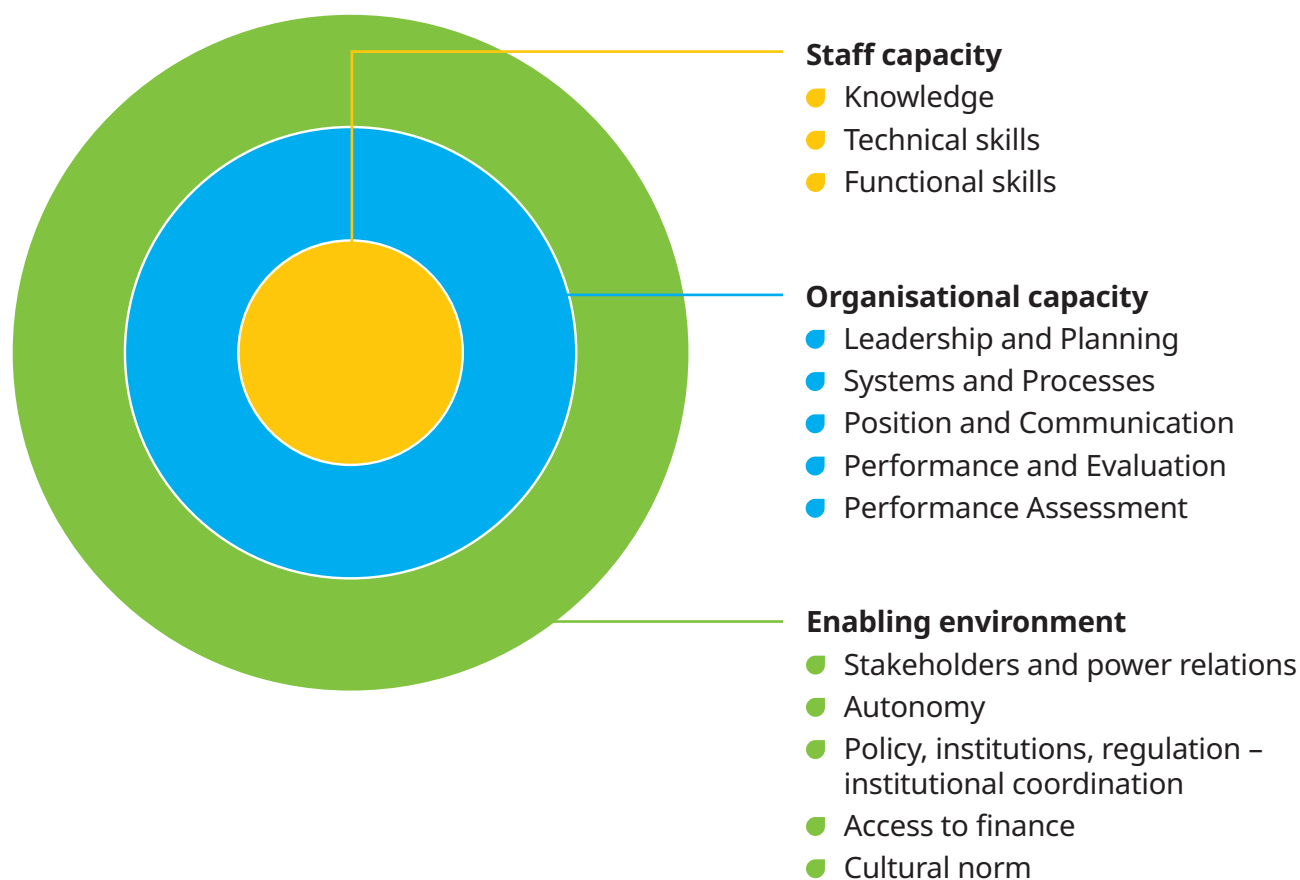 Staff capacity
Knowledge
Technical skills
Functional skills
Organisational capacity
Leadership and Planning
Systems and Processes
Position and Communication
Performance and Evaluation
Performance Assessment
Enabling environment
Stakeholders and power relations
Autonomy
Policy, institutions, regulation –
institutional coordination
Access to finance
Cultural norm